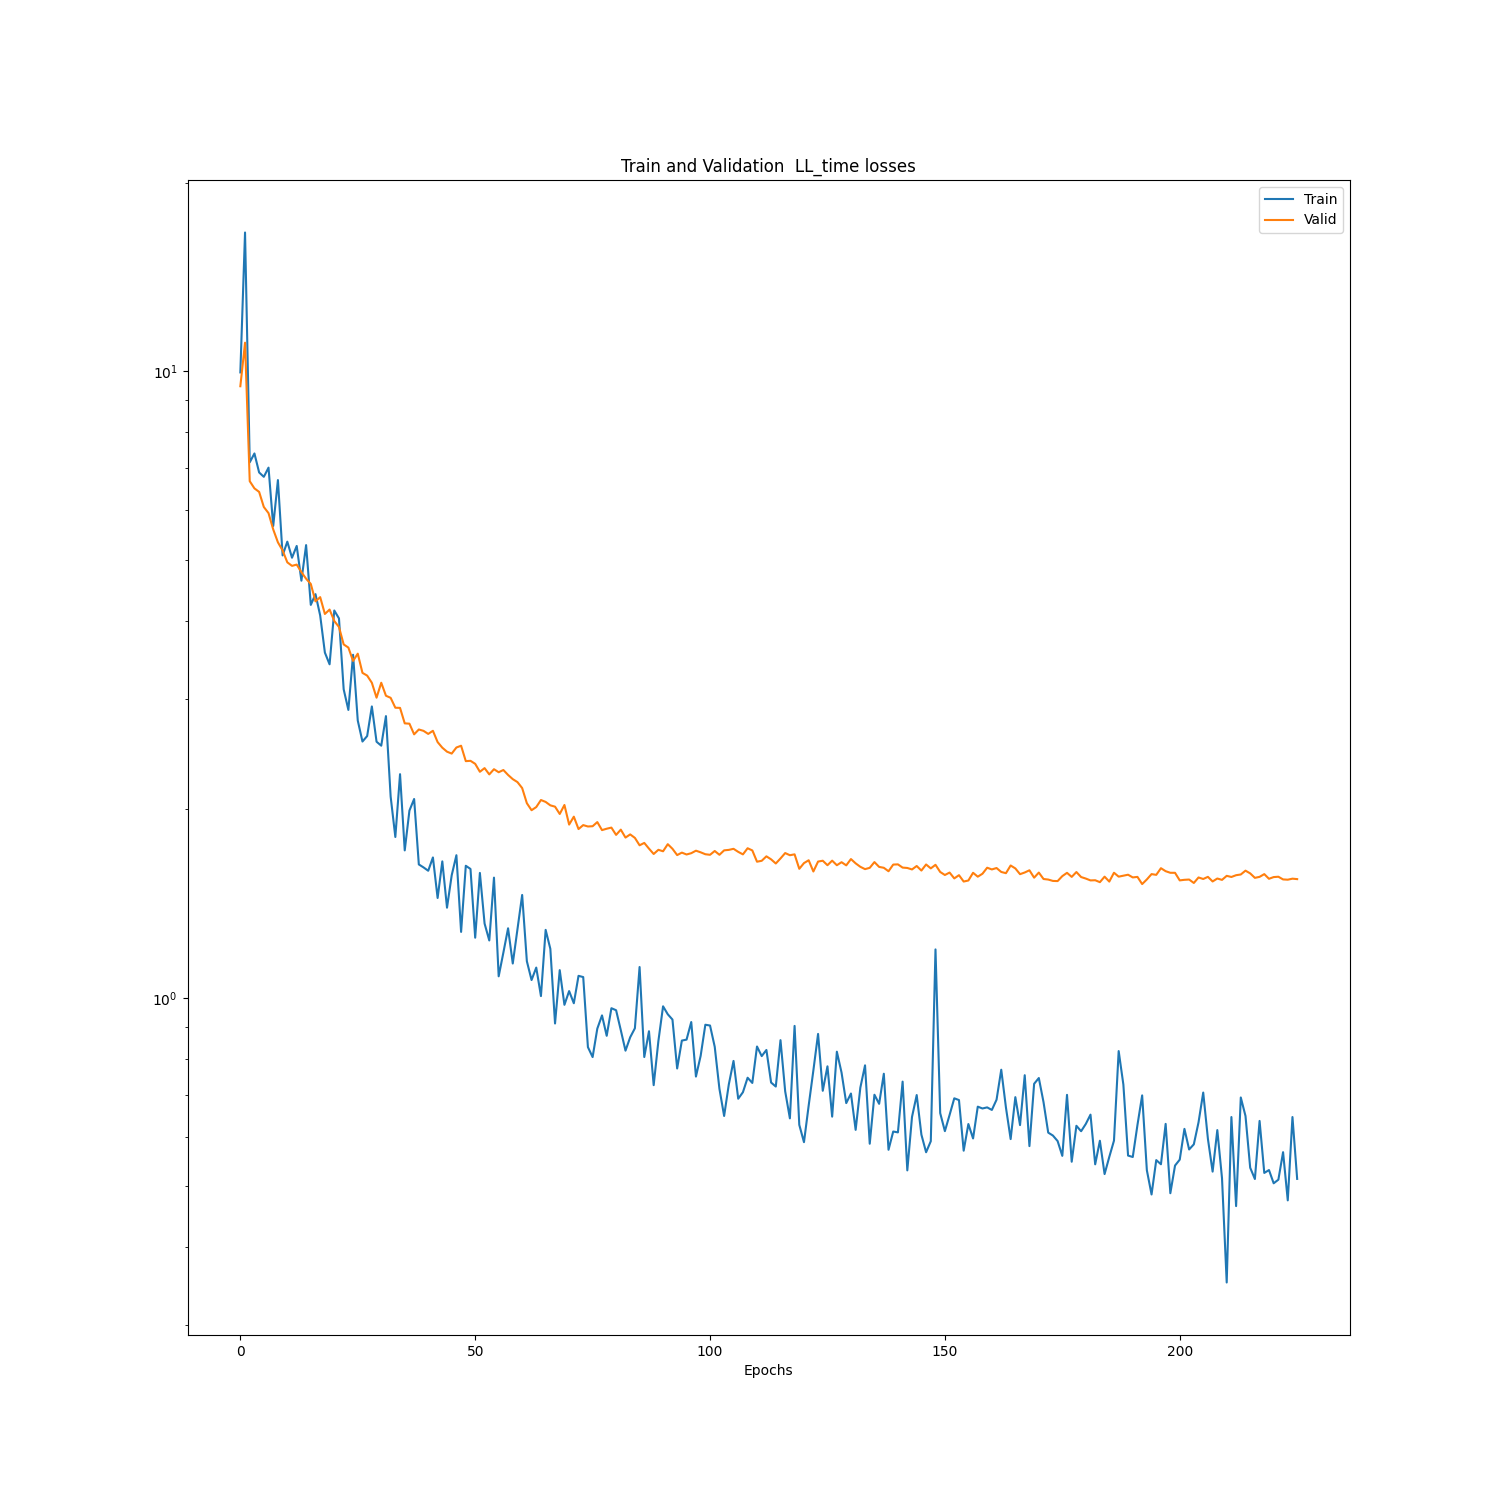 Train and Validation  LL_time losses
Train
Valid
10¹
10⁰
0 50 100 150 200
Epochs